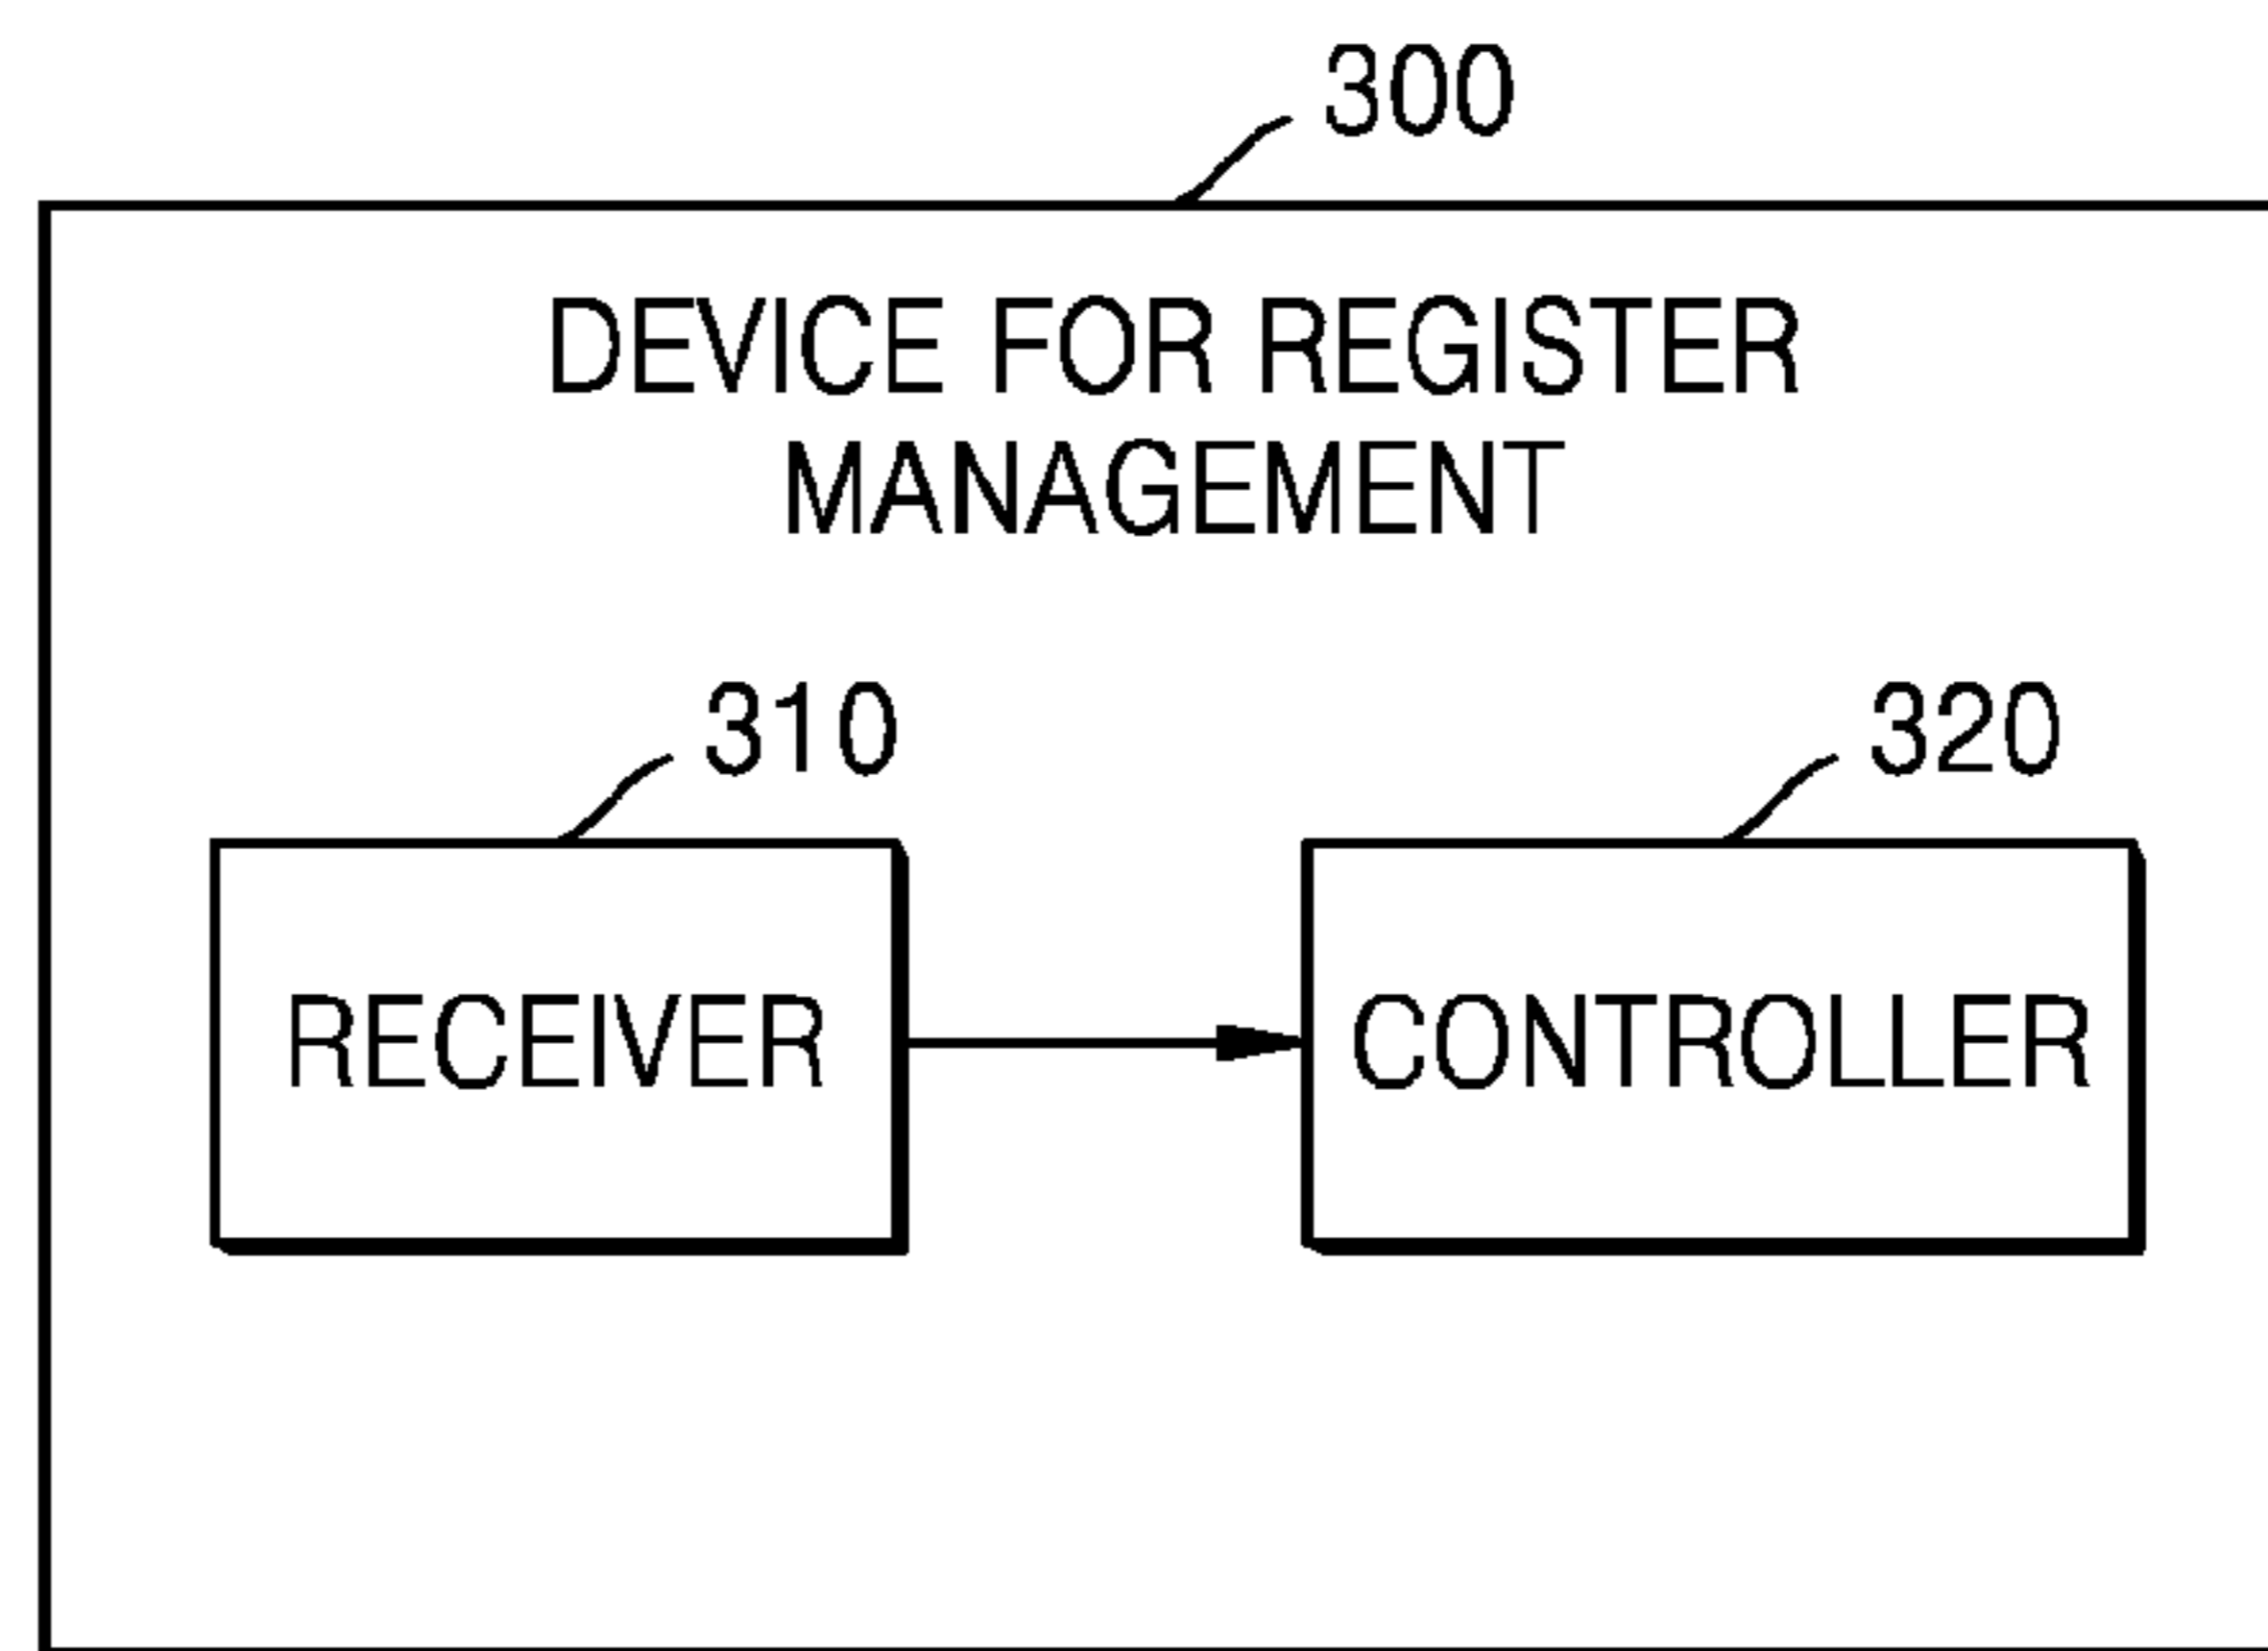 300
DEVICE FOR REGISTER
MANAGEMENT
310
320
RECEIVER
CONTROLLER